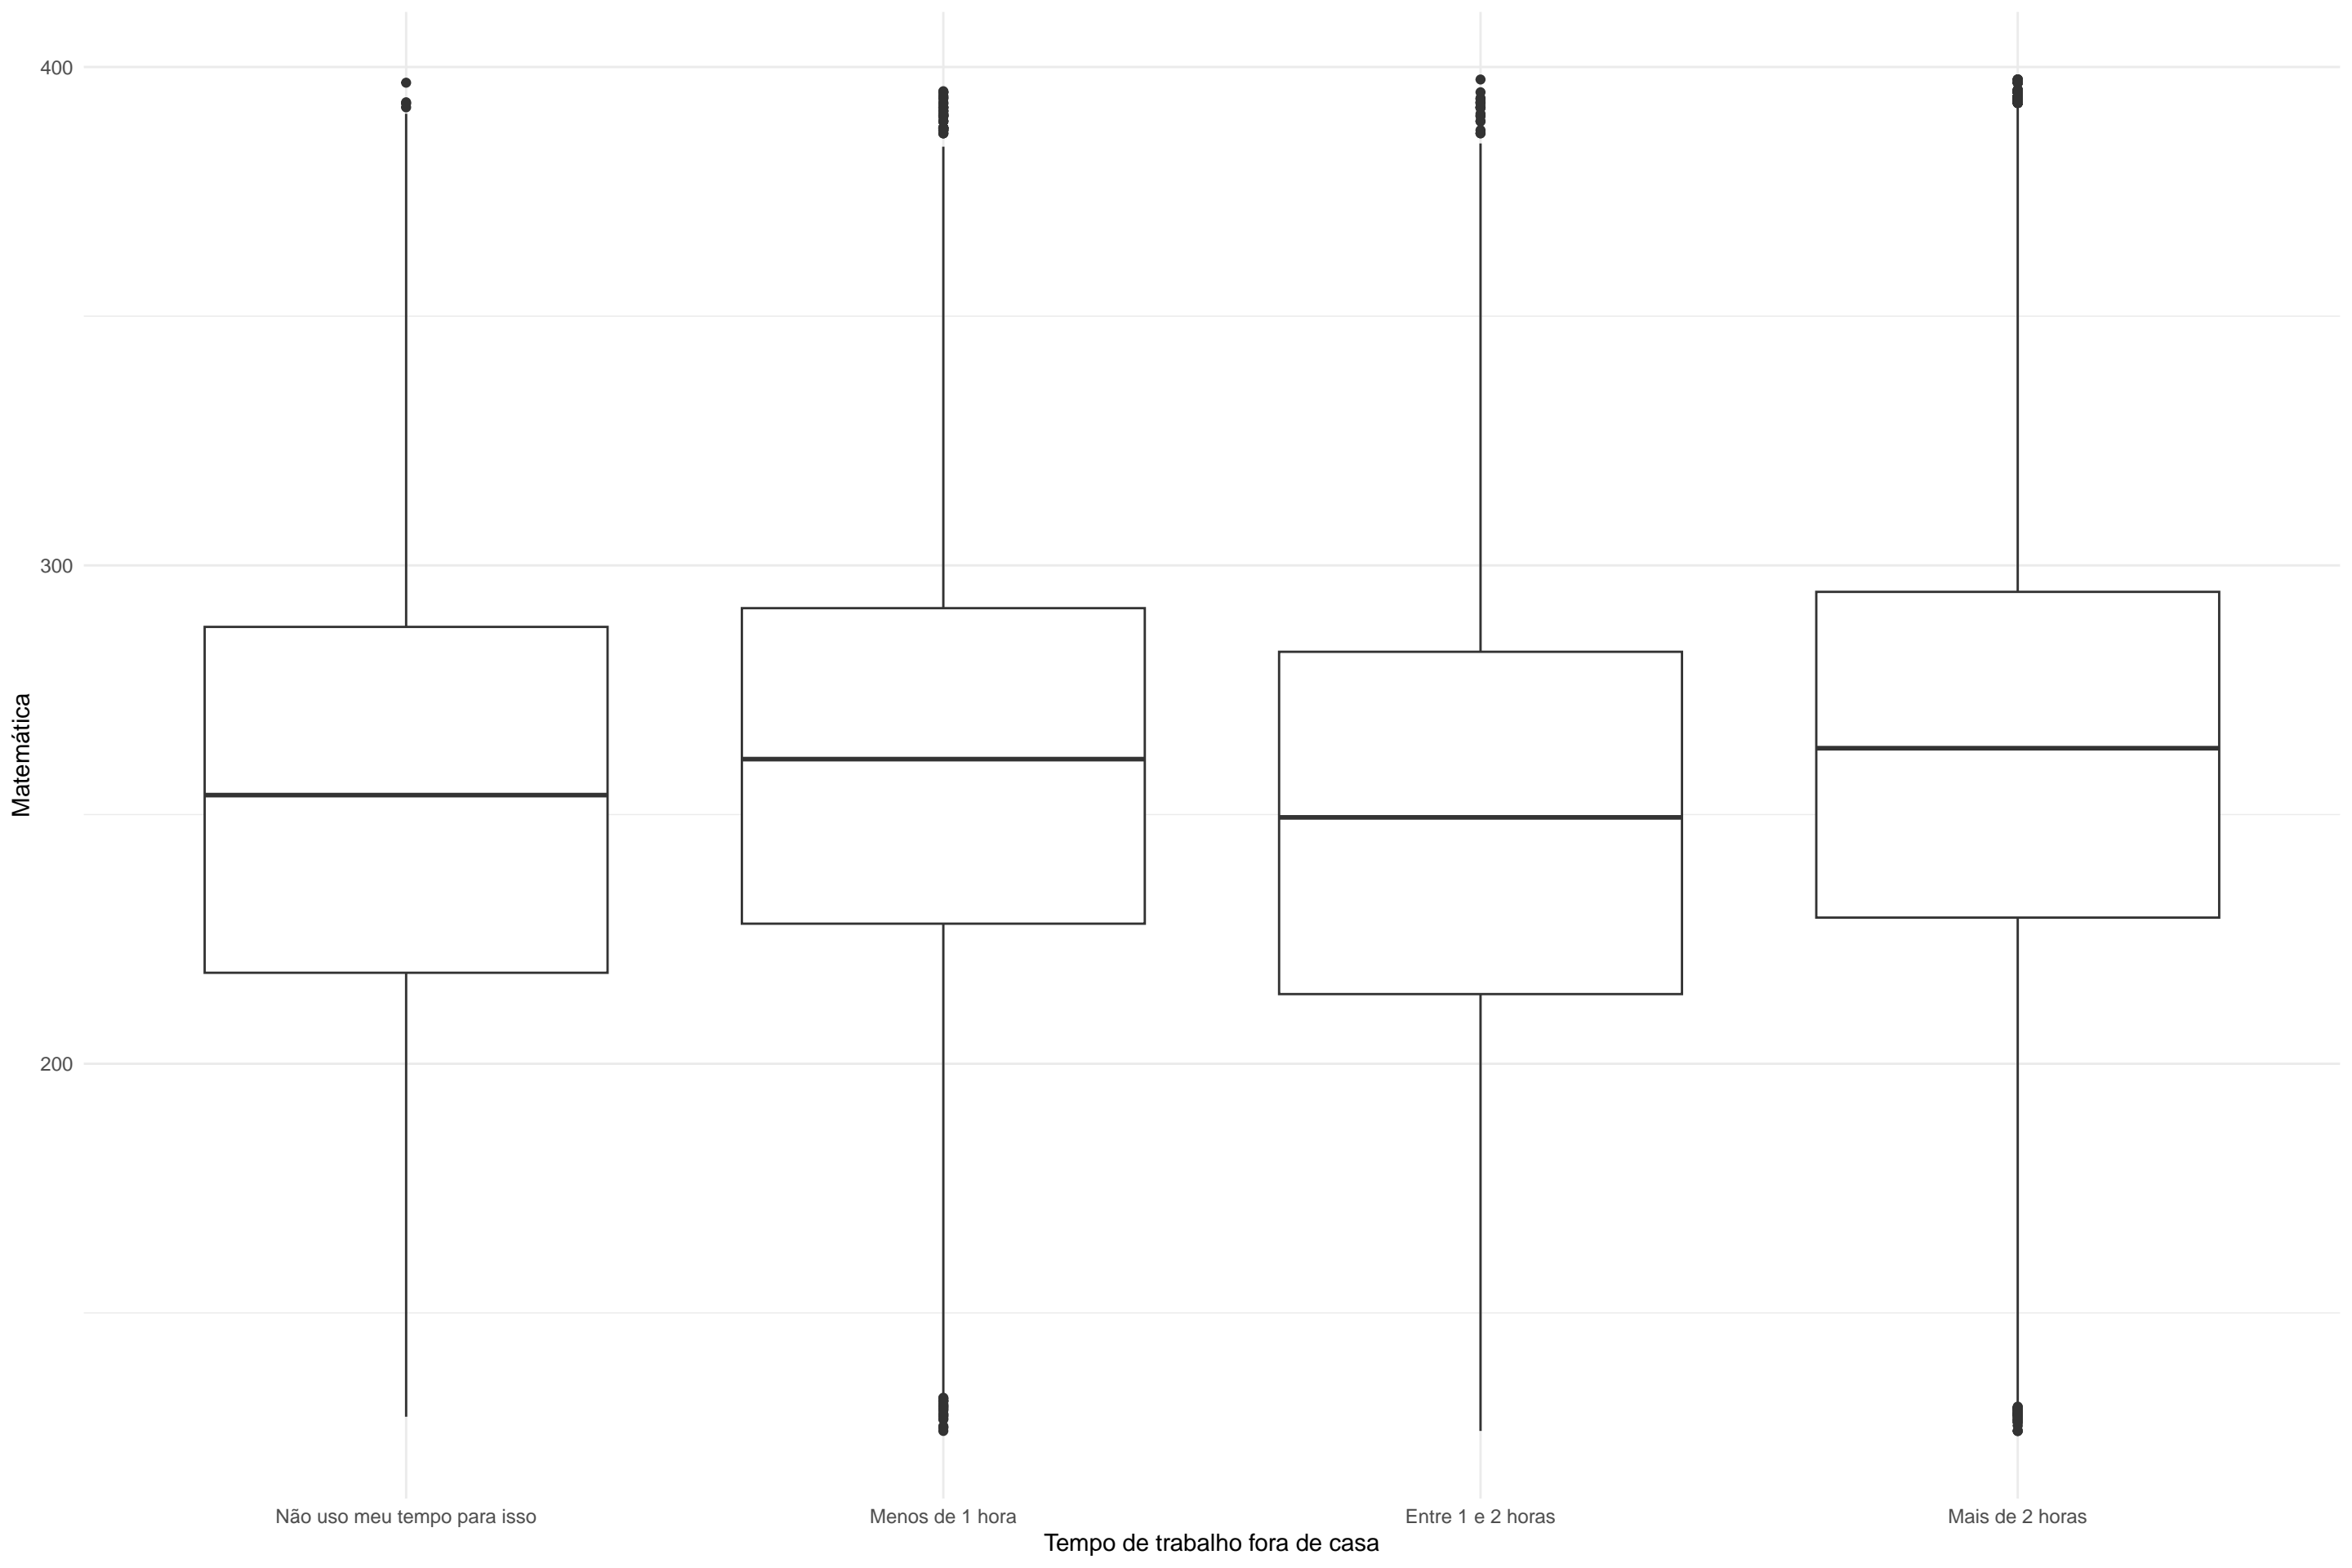 400
300
200
Matemática
Não uso meu tempo para isso
Menos de 1 hora
Entre 1 e 2 horas
Mais de 2 horas
Tempo de trabalho fora de casa